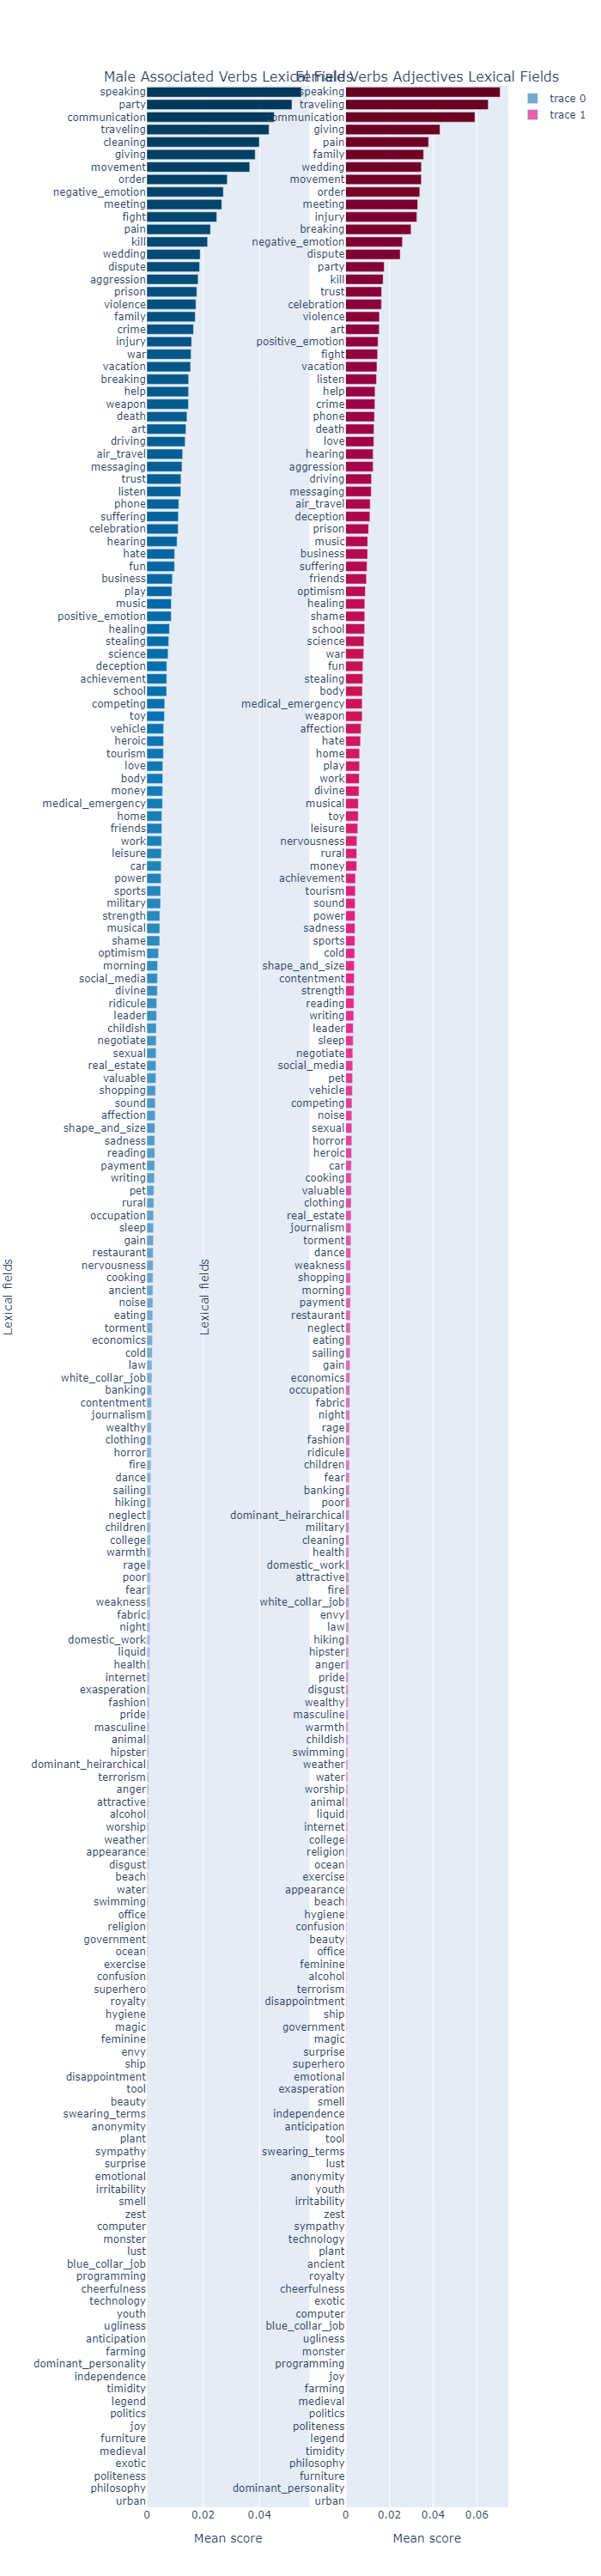 Male Associated Verbs Lexical Fields
speaking
party
communication
traveling
cleaning
giving
movement
order
negative_emotion
meeting
fight
pain
kill
wedding
dispute
aggression
prison
violence
family
crime
injury
war
vacation
breaking
help
weapon
death
art
driving
air_travel
messaging
trust
listen
phone
suffering
celebration
hearing
hate
fun
business
play
music
positive_emotion
healing
stealing
science
deception
achievement
school
competing
toy
vehicle
heroic
tourism
love
body
money
medical_emergency
home
friends
work
leisure
car
power
sports
military
strength
musical
shame
optimism
morning
social_media
divine
ridicule
leader
childish
negotiate
sexual
real_estate
valuable
shopping
sound
affection
shape_and_size
sadness
reading
payment
writing
pet
rural
occupation
sleep
gain
restaurant
nervousness
cooking
ancient
noise
eating
torment
economics
cold
law
white_collar_job
banking
contentment
journalism
wealthy
clothing
horror
fire
dance
sailing
hiking
neglect
children
college
warmth
rage
poor
fear
weakness
fabric
night
domestic_work
liquid
health
internet
exasperation
fashion
pride
masculine
animal
hipster
dominant_heirarchical
terrorism
anger
attractive
alcohol
worship
weather
appearance
disgust
beach
water
swimming
office
religion
government
ocean
exercise
confusion
superhero
royalty
hygiene
magic
feminine
envy
ship
disappointment
tool
beauty
swearing_terms
anonymity
plant
sympathy
surprise
emotional
irritability
smell
zest
computer
monster
lust
blue_collar_job
programming
cheerfulness
technology
youth
ugliness
anticipation
farming
dominant_personality
independence
timidity
legend
politics
joy
furniture
medieval
exotic
politeness
philosophy
urban
Lexical fields
0 0.02 0.04
Mean score
Female Verbs Adjectives Lexical Fields
speaking
traveling
communication
giving
pain
family
wedding
movement
order
meeting
injury
breaking
negative_emotion
dispute
party
kill
trust
celebration
violence
art
positive_emotion
fight
vacation
listen
help
crime
phone
death
love
hearing
aggression
driving
messaging
air_travel
deception
prison
music
business
suffering
friends
optimism
healing
shame
school
science
war
fun
stealing
body
medical_emergency
weapon
affection
hate
home
play
work
divine
musical
toy
leisure
nervousness
rural
money
achievement
tourism
sound
power
sadness
sports
cold
shape_and_size
contentment
strength
reading
writing
leader
sleep
negotiate
social_media
pet
vehicle
competing
noise
sexual
horror
heroic
car
cooking
valuable
clothing
real_estate
journalism
torment
dance
weakness
shopping
morning
payment
restaurant
neglect
eating
sailing
gain
economics
occupation
fabric
night
rage
fashion
ridicule
children
fear
banking
poor
dominant_heirarchical
military
cleaning
health
domestic_work
attractive
fire
white_collar_job
envy
law
hiking
hipster
anger
pride
disgust
wealthy
masculine
warmth
childish
swimming
weather
water
worship
animal
liquid
internet
college
religion
ocean
exercise
appearance
beach
hygiene
confusion
beauty
office
feminine
alcohol
terrorism
disappointment
ship
government
magic
surprise
superhero
emotional
exasperation
smell
independence
anticipation
tool
swearing_terms
lust
anonymity
youth
irritability
zest
sympathy
technology
plant
ancient
royalty
cheerfulness
exotic
computer
blue_collar_job
ugliness
monster
programming
joy
farming
medieval
politics
politeness
legend
timidity
philosophy
furniture
dominant_personality
urban
Lexical fields
0 0.02 0.04 0.06
Mean score
trace 0
trace 1